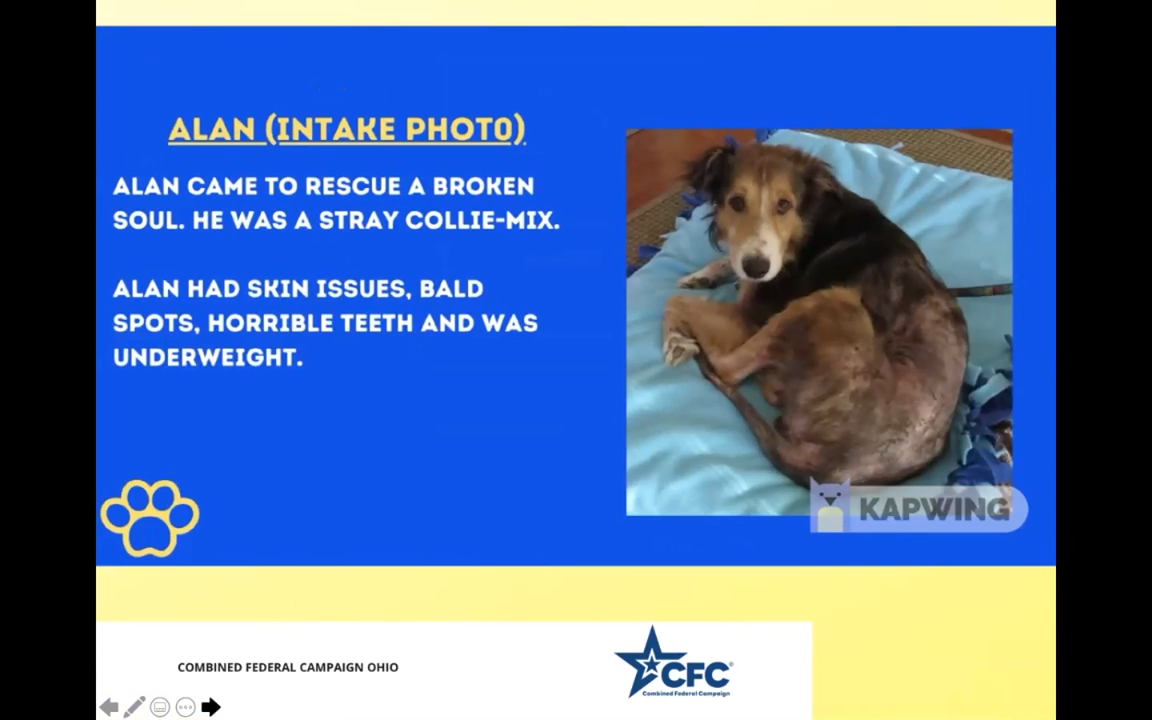 ALAN (INTAKE PHOTO)
ALAN CAME TO RESCUE A BROKEN
SOUL. HE WAS A STRAY COLLIE-MIX.
ALAN HAD SKIN ISSUES, BALD
SPOTS, HORRIBLE TEETH AND WAS
UNDERWEIGHT.
KAPWING
COMBINED FEDERAL CAMPAIGN OHIO
CFC®
Combined Federal Campaign